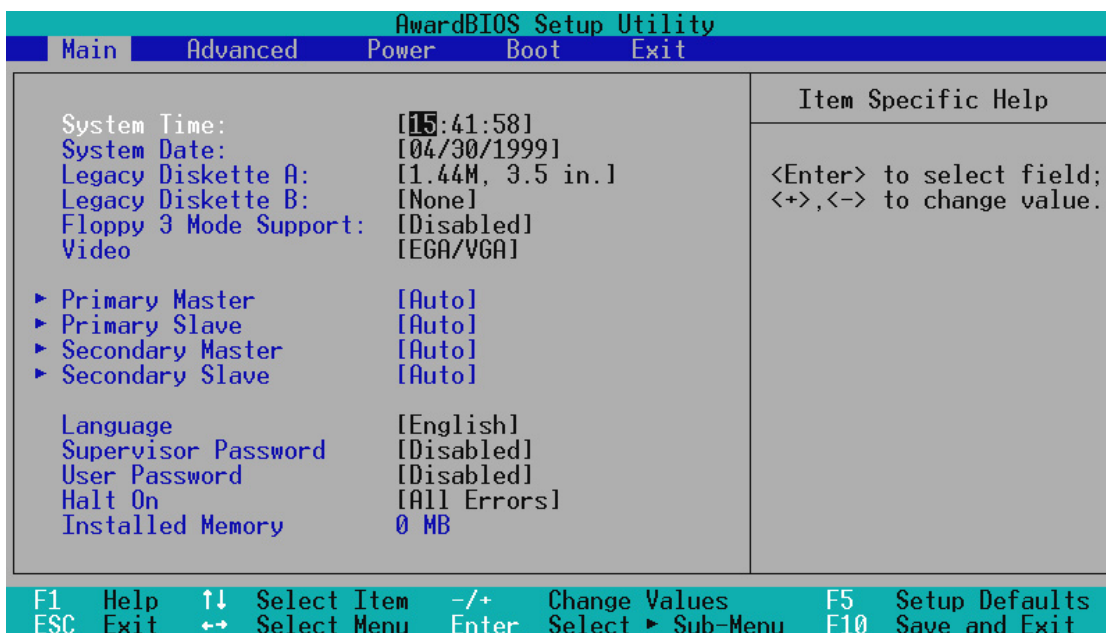 AwardBIOS Setup Utility
Main Advanced Power Boot Exit
Item Specific Help
System Time: [15:41:58]
System Date: [04/30/1999]
Legacy Diskette A: [1.44M, 3.5 in.]
Legacy Diskette B: [None]
Floppy 3 Mode Support: [Disabled]
Video [EGA/VGA]
<Enter> to select field;
<+>,<-> to change value.
► Primary Master [Auto]
► Primary Slave [Auto]
► Secondary Master [Auto]
► Secondary Slave [Auto]
Language [English]
Supervisor Password [Disabled]
User Password [Disabled]
Halt On [All Errors]
Installed Memory 0 MB
F1 Help ↑↓ Select Item -/+ Change Values F5 Setup Defaults
ESC Exit ←→ Select Menu Enter Select ► Sub-Menu F10 Save and Exit